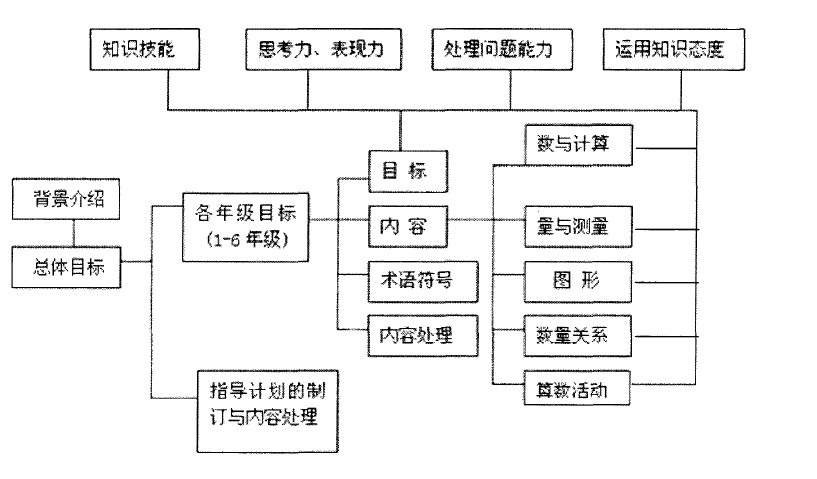 知识技能
思考力、表现力
处理问题能力
运用知识态度
数与计算
目 标
背景介绍
各年级目标
(1-6 年级)
内 容
量与测量
总体目标
术语符号
图 形
内容处理
数量关系
指导计划的制
订与内容处理
算数活动